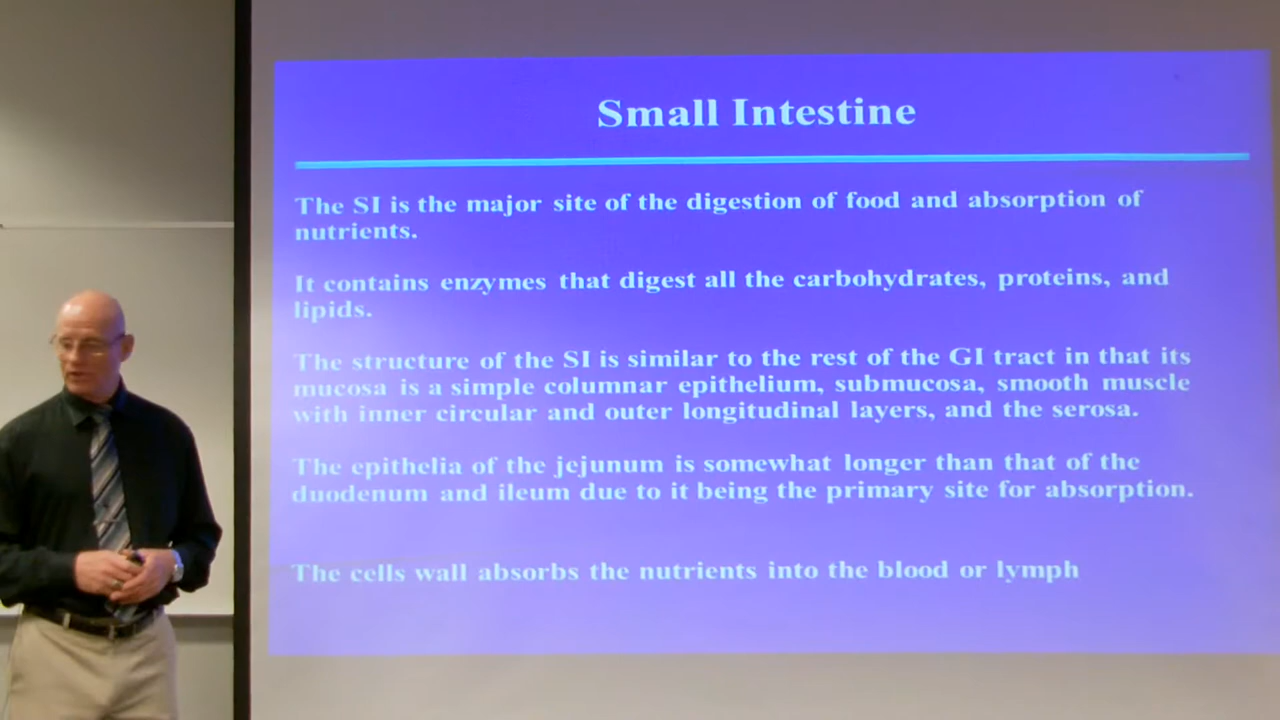 Small Intestine
The SI is the major site of the digestion of food and absorption of
nutrients.
It contains enzymes that digest all the carbohydrates, proteins, and
lipids.
The structure of the SI is similar to the rest of the GI tract in that its
mucosa is a simple columnar epithelium, submucosa, smooth muscle
with inner circular and outer longitudinal layers, and the serosa.
The epithelia of the jejunum is somewhat longer than that of the
duodenum and ileum due to it being the primary site for absorption.
The cells wall absorbs the nutrients into the blood or lymph